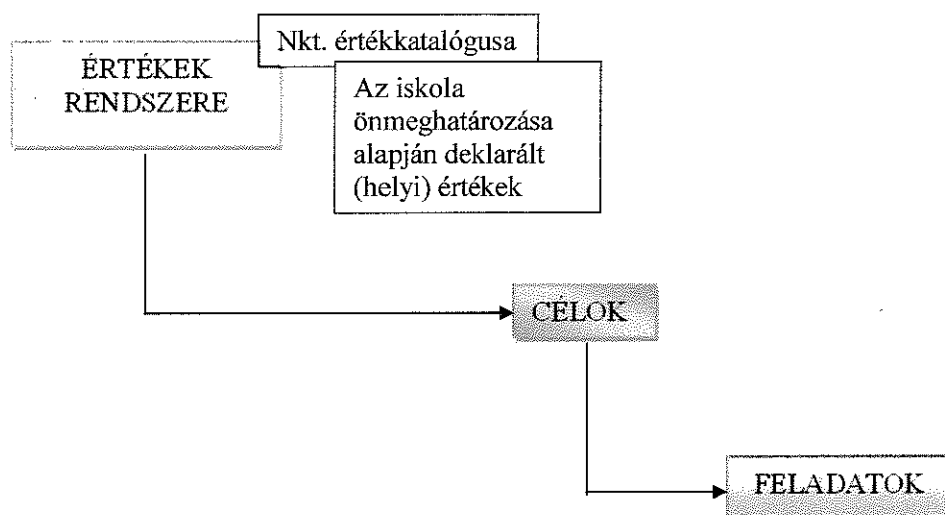 ÉRTÉKEK
RENDSZERE
Nkt. értékkatalógusa
Az iskola
önmeghatározása
alapján deklarált
(helyi) értékek
CÉLOK
FELADATOK